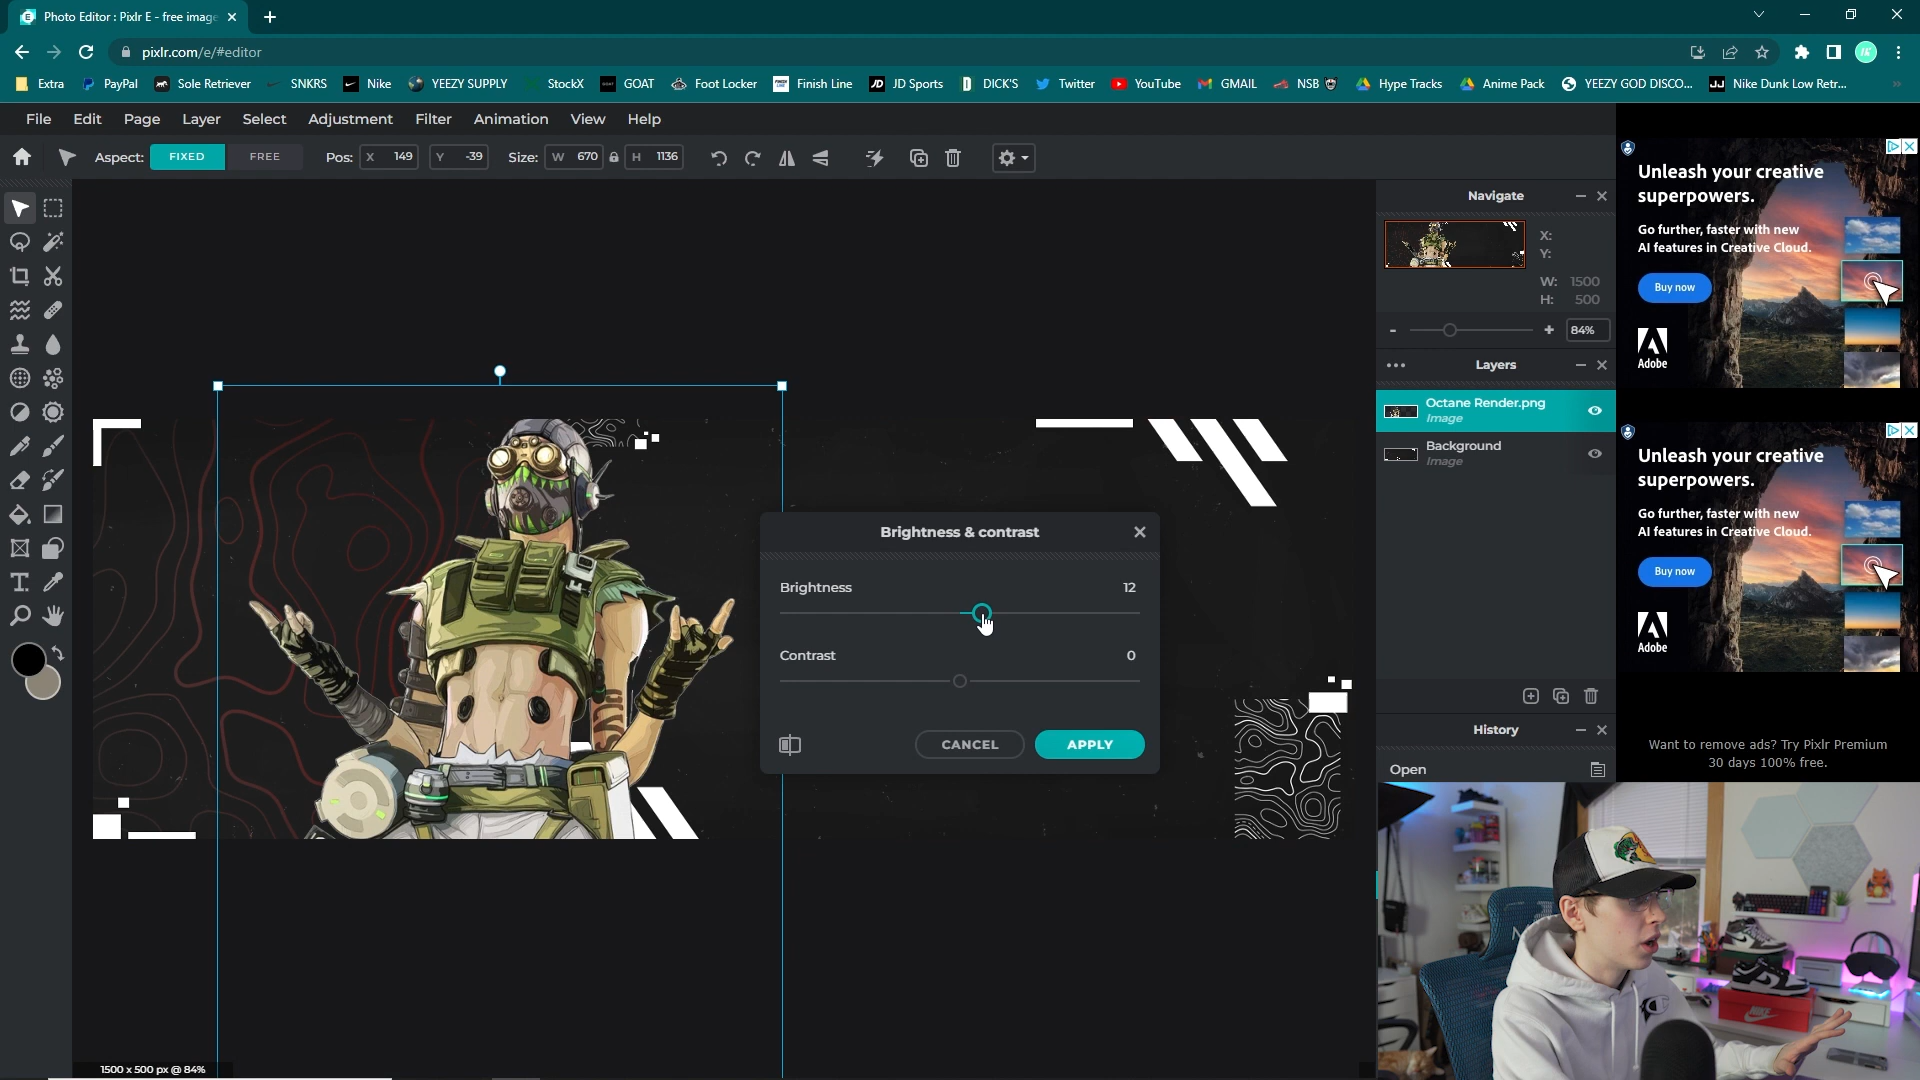 Photo Editor : Pixlr E - free image
pixlr.com/e/#editor
Extra
PayPal
Sole Retriever
SNKRS
Nike
YEEZY SUPPLY
StockX
GOAT
Foot Locker
Finish Line
JD Sports
DICK'S
Twitter
YouTube
GMAIL
NSB
Hype Tracks
Anime Pack
YEEZY GOD DISCO...
Nike Dunk Low Retr...
File Edit Page Layer Select Adjustment Filter Animation View Help
Aspect: FIXED FREE Pos: X 149 Y -39 Size: W 670 H 1136
Navigate
X:
Y:
W: 1500
H: 500
- + 84%
Layers
Octane Render.png
Image
Background
Image
History
Open
Brightness & contrast
Brightness 12
Contrast 0
CANCEL APPLY
1500 x 500 px @ 84%
Unleash your creative
superpowers.
Go further, faster with new
AI features in Creative Cloud.
Buy now
Adobe
Unleash your creative
superpowers.
Go further, faster with new
AI features in Creative Cloud.
Buy now
Adobe
Want to remove ads? Try Pixlr Premium
30 days 100% free.